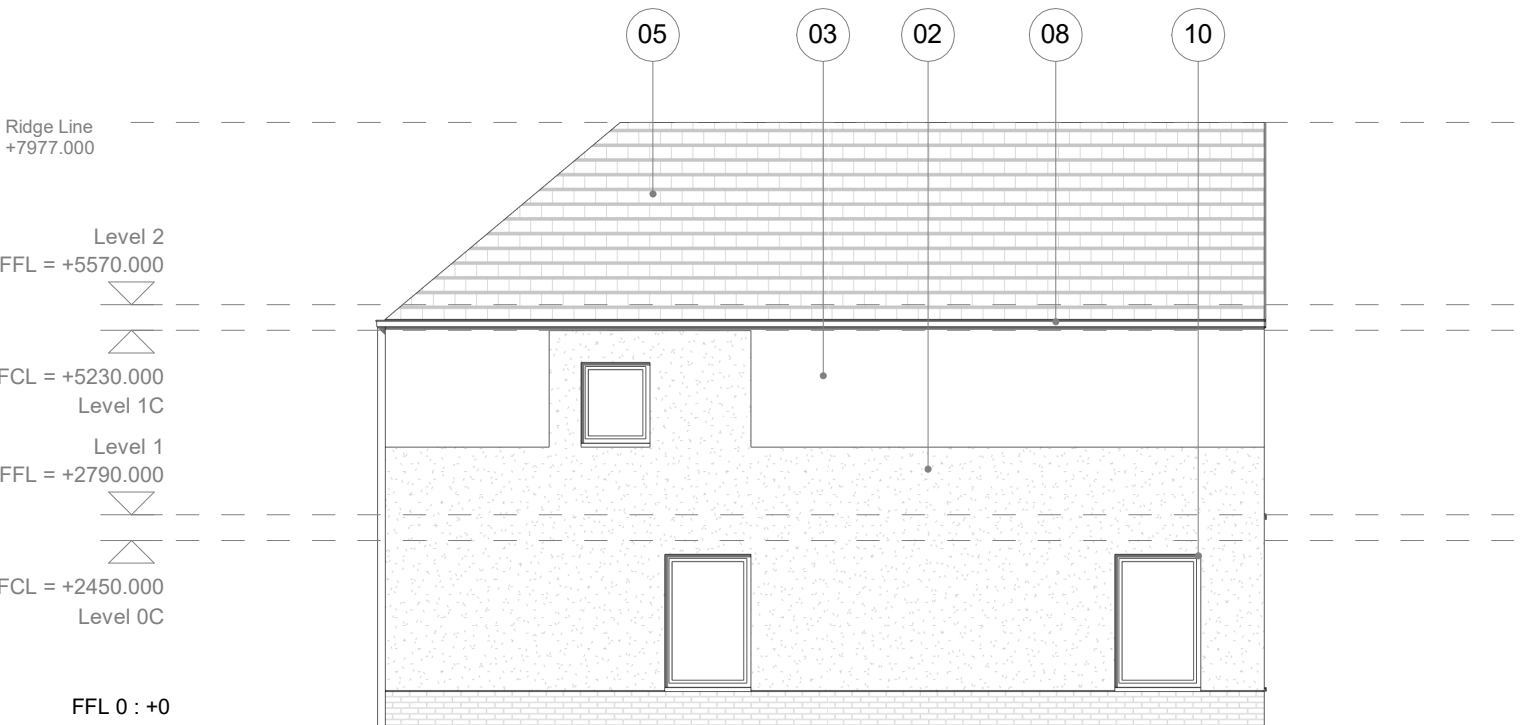 05 03 02 08 10
Ridge Line
+7977.000
Level 2
FFL = +5570.000
FCL = +5230.000
Level 1C
Level 1
FFL = +2790.000
FCL = +2450.000
Level 0C
FFL 0 : +0